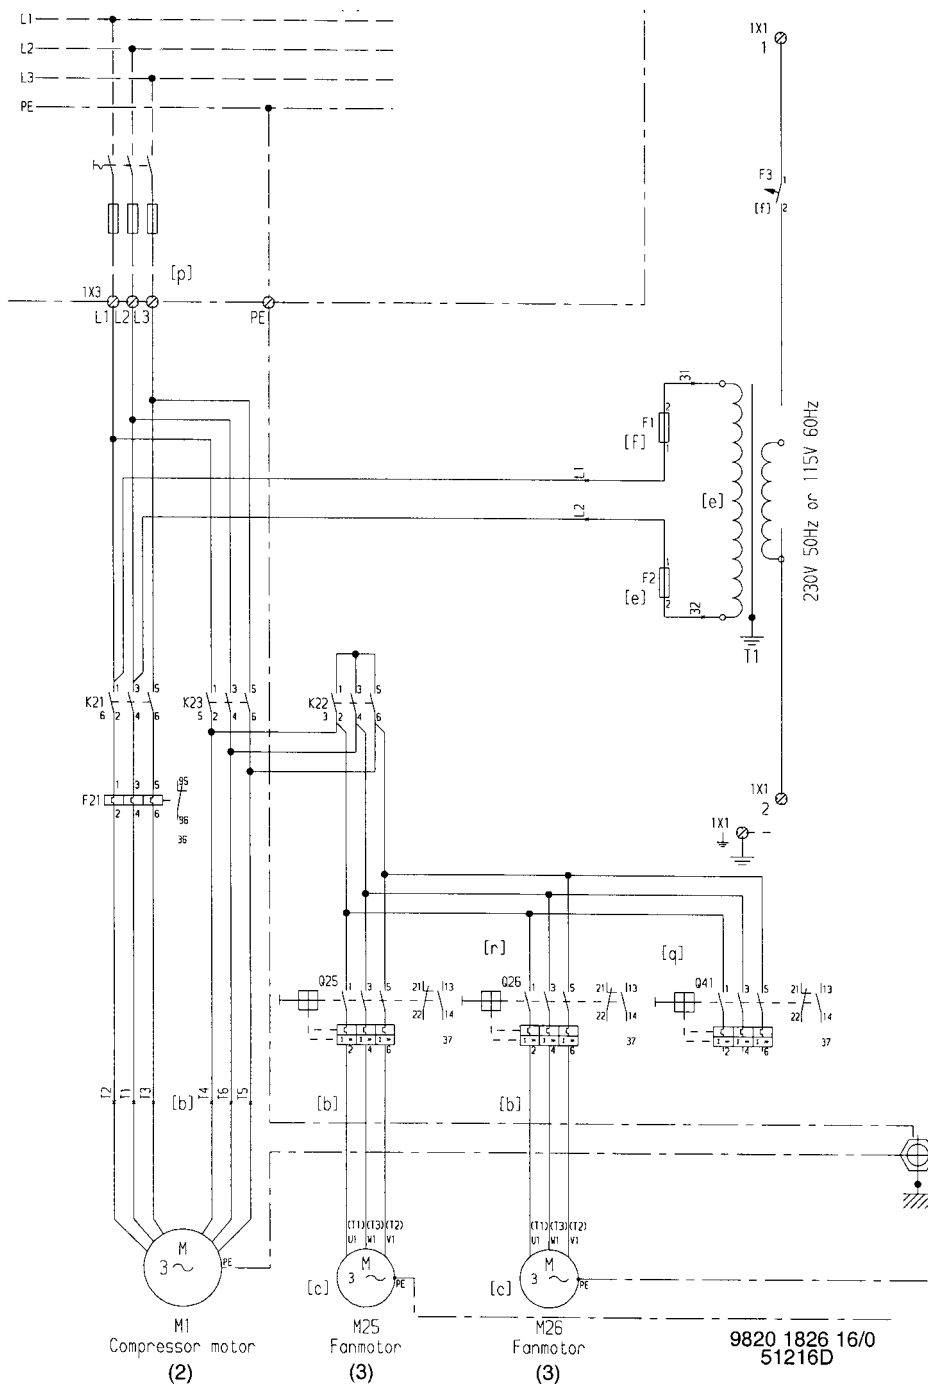 L1
L2
L3
PE
1X1
1
F3
1
[f]
2
[p]
1X3
L1 L2 L3
PE
31
2
F1
[f]
1
L1
[e]
230V 50Hz or 115V 60Hz
L2
1
F2
[e]
2
32
T1
1 3 5
K21
6 2 4 6
1 3 5
K23
5 2 4 6
1 3 5
K22
3 2 4 6
1 3 5
F21
2 4 6
95
96
36
1X1
2
1X1
[r]
[q]
Q25
1 3 5
21 13
22 14
37
2 4 6
Q26
1 3 5
21 13
22 14
37
2 4 6
Q41
1 3 5
21 13
22 14
37
2 4 6
T2 T1 T3
[b]
T4 T6 T5
[b]
[b]
(T1) (T3) (T2)
U1 W1 V1
(T1) (T3) (T2)
U1 W1 V1
M
3 ~
PE
[c]
M
3 ~
PE
[c]
M
3 ~
PE
M1
Compressor motor
(2)
M25
Fanmotor
(3)
M26
Fanmotor
(3)
9820 1826 16/0
51216D